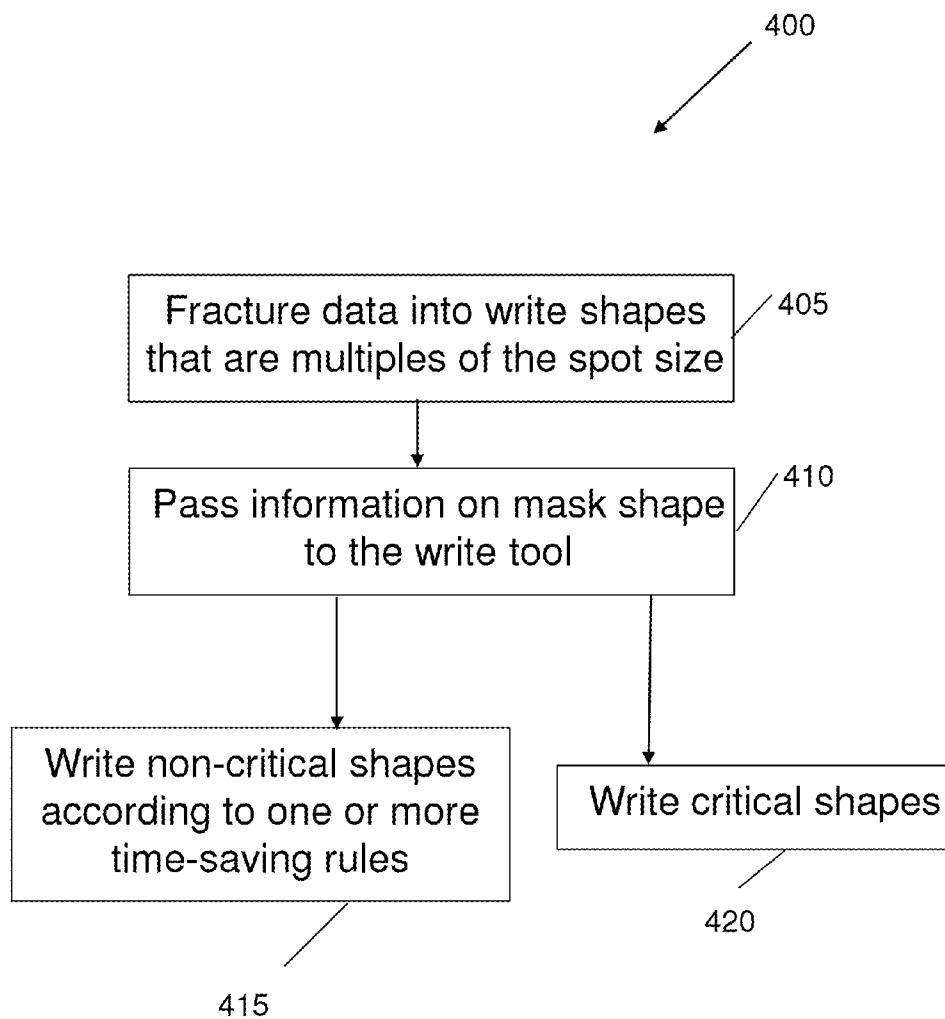 400
Fracture data into write shapes
that are multiples of the spot size
405
Pass information on mask shape
to the write tool
410
Write non-critical shapes
according to one or more
time-saving rules
415
Write critical shapes
420